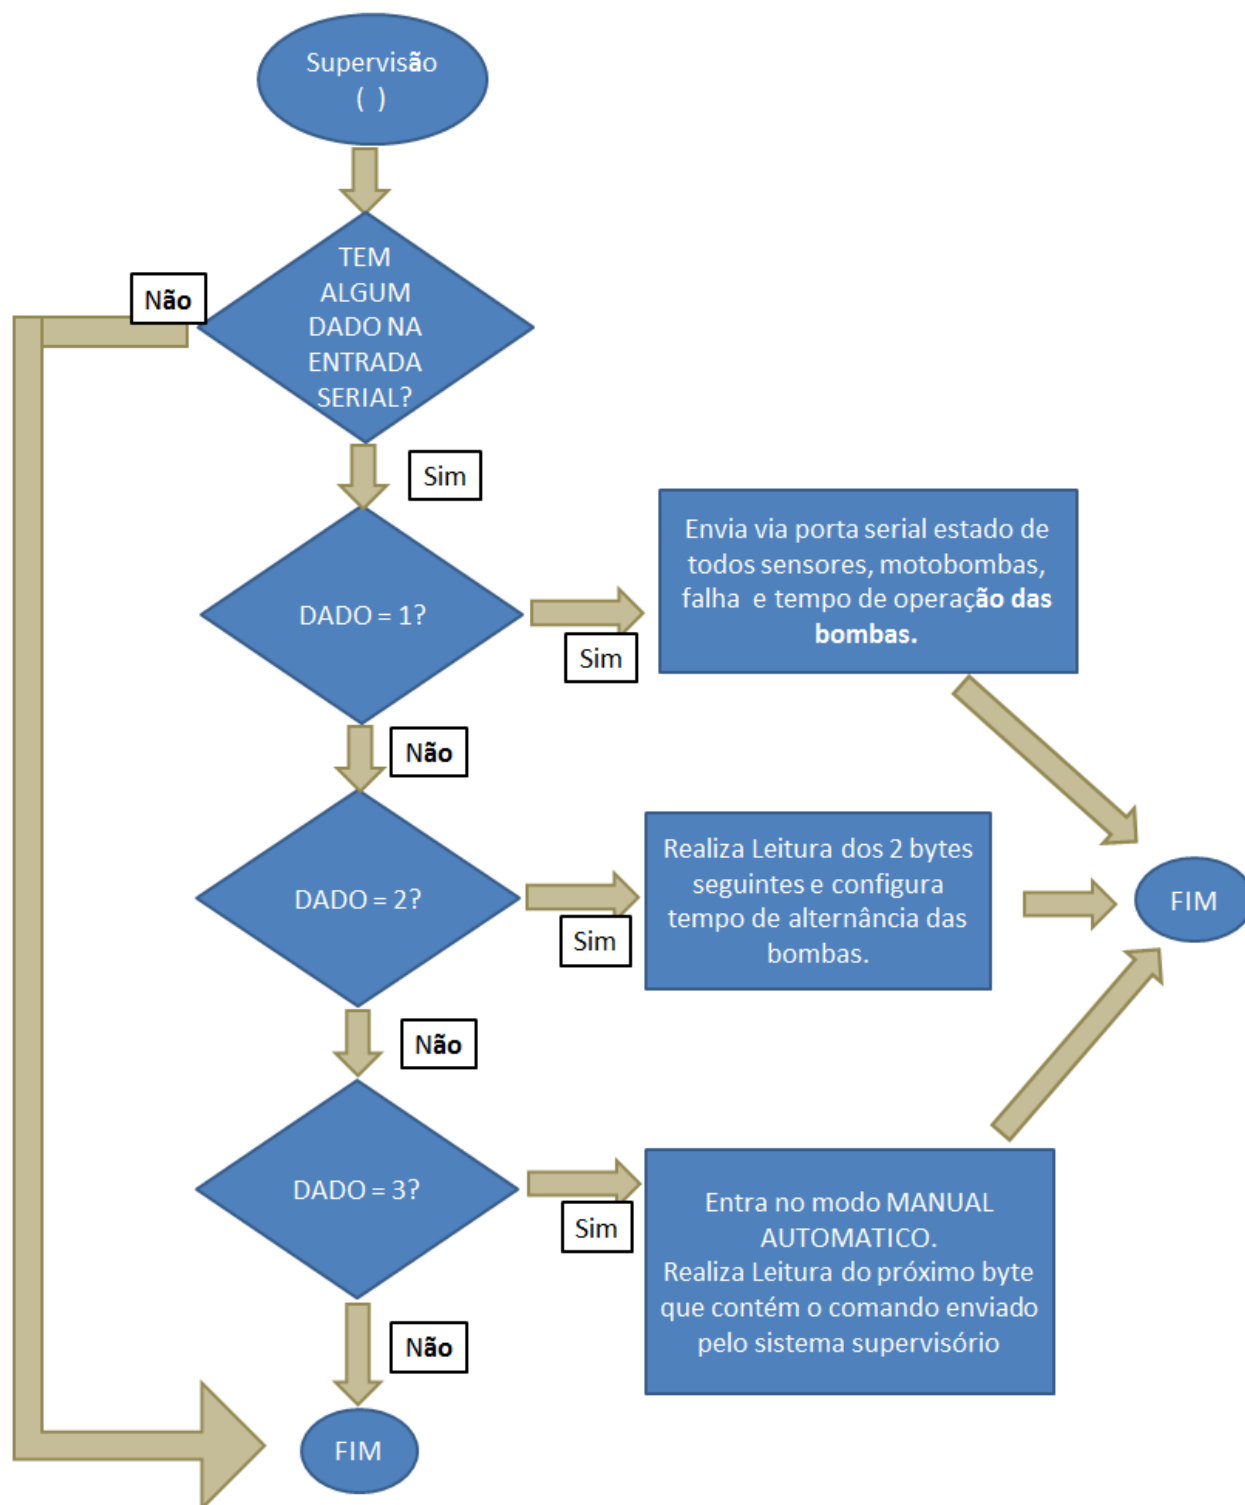 Supervisão
( )
TEM
ALGUM
DADO NA
ENTRADA
SERIAL?
Não
Sim
DADO = 1?
Sim
Envia via porta serial estado de
todos sensores, motobombas,
falha e tempo de operação das
bombas.
Não
DADO = 2?
Sim
Realiza Leitura dos 2 bytes
seguintes e configura
tempo de alternância das
bombas.
FIM
Não
DADO = 3?
Sim
Entra no modo MANUAL
AUTOMATICO.
Realiza Leitura do próximo byte
que contém o comando enviado
pelo sistema supervisório
Não
FIM